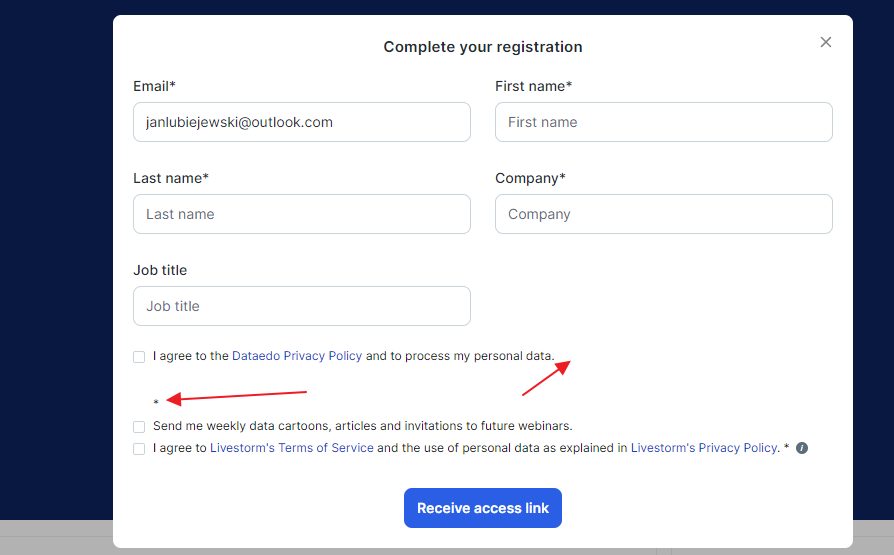 Complete your registration
Email* First name*
janlubiejewski@outlook.com First name
Last name* Company*
Last name Company
Job title
Job title
I agree to the Dataedo Privacy Policy and to process my personal data.
*
Send me weekly data cartoons, articles and invitations to future webinars.
I agree to Livestorm's Terms of Service and the use of personal data as explained in Livestorm's Privacy Policy. * i
Receive access link